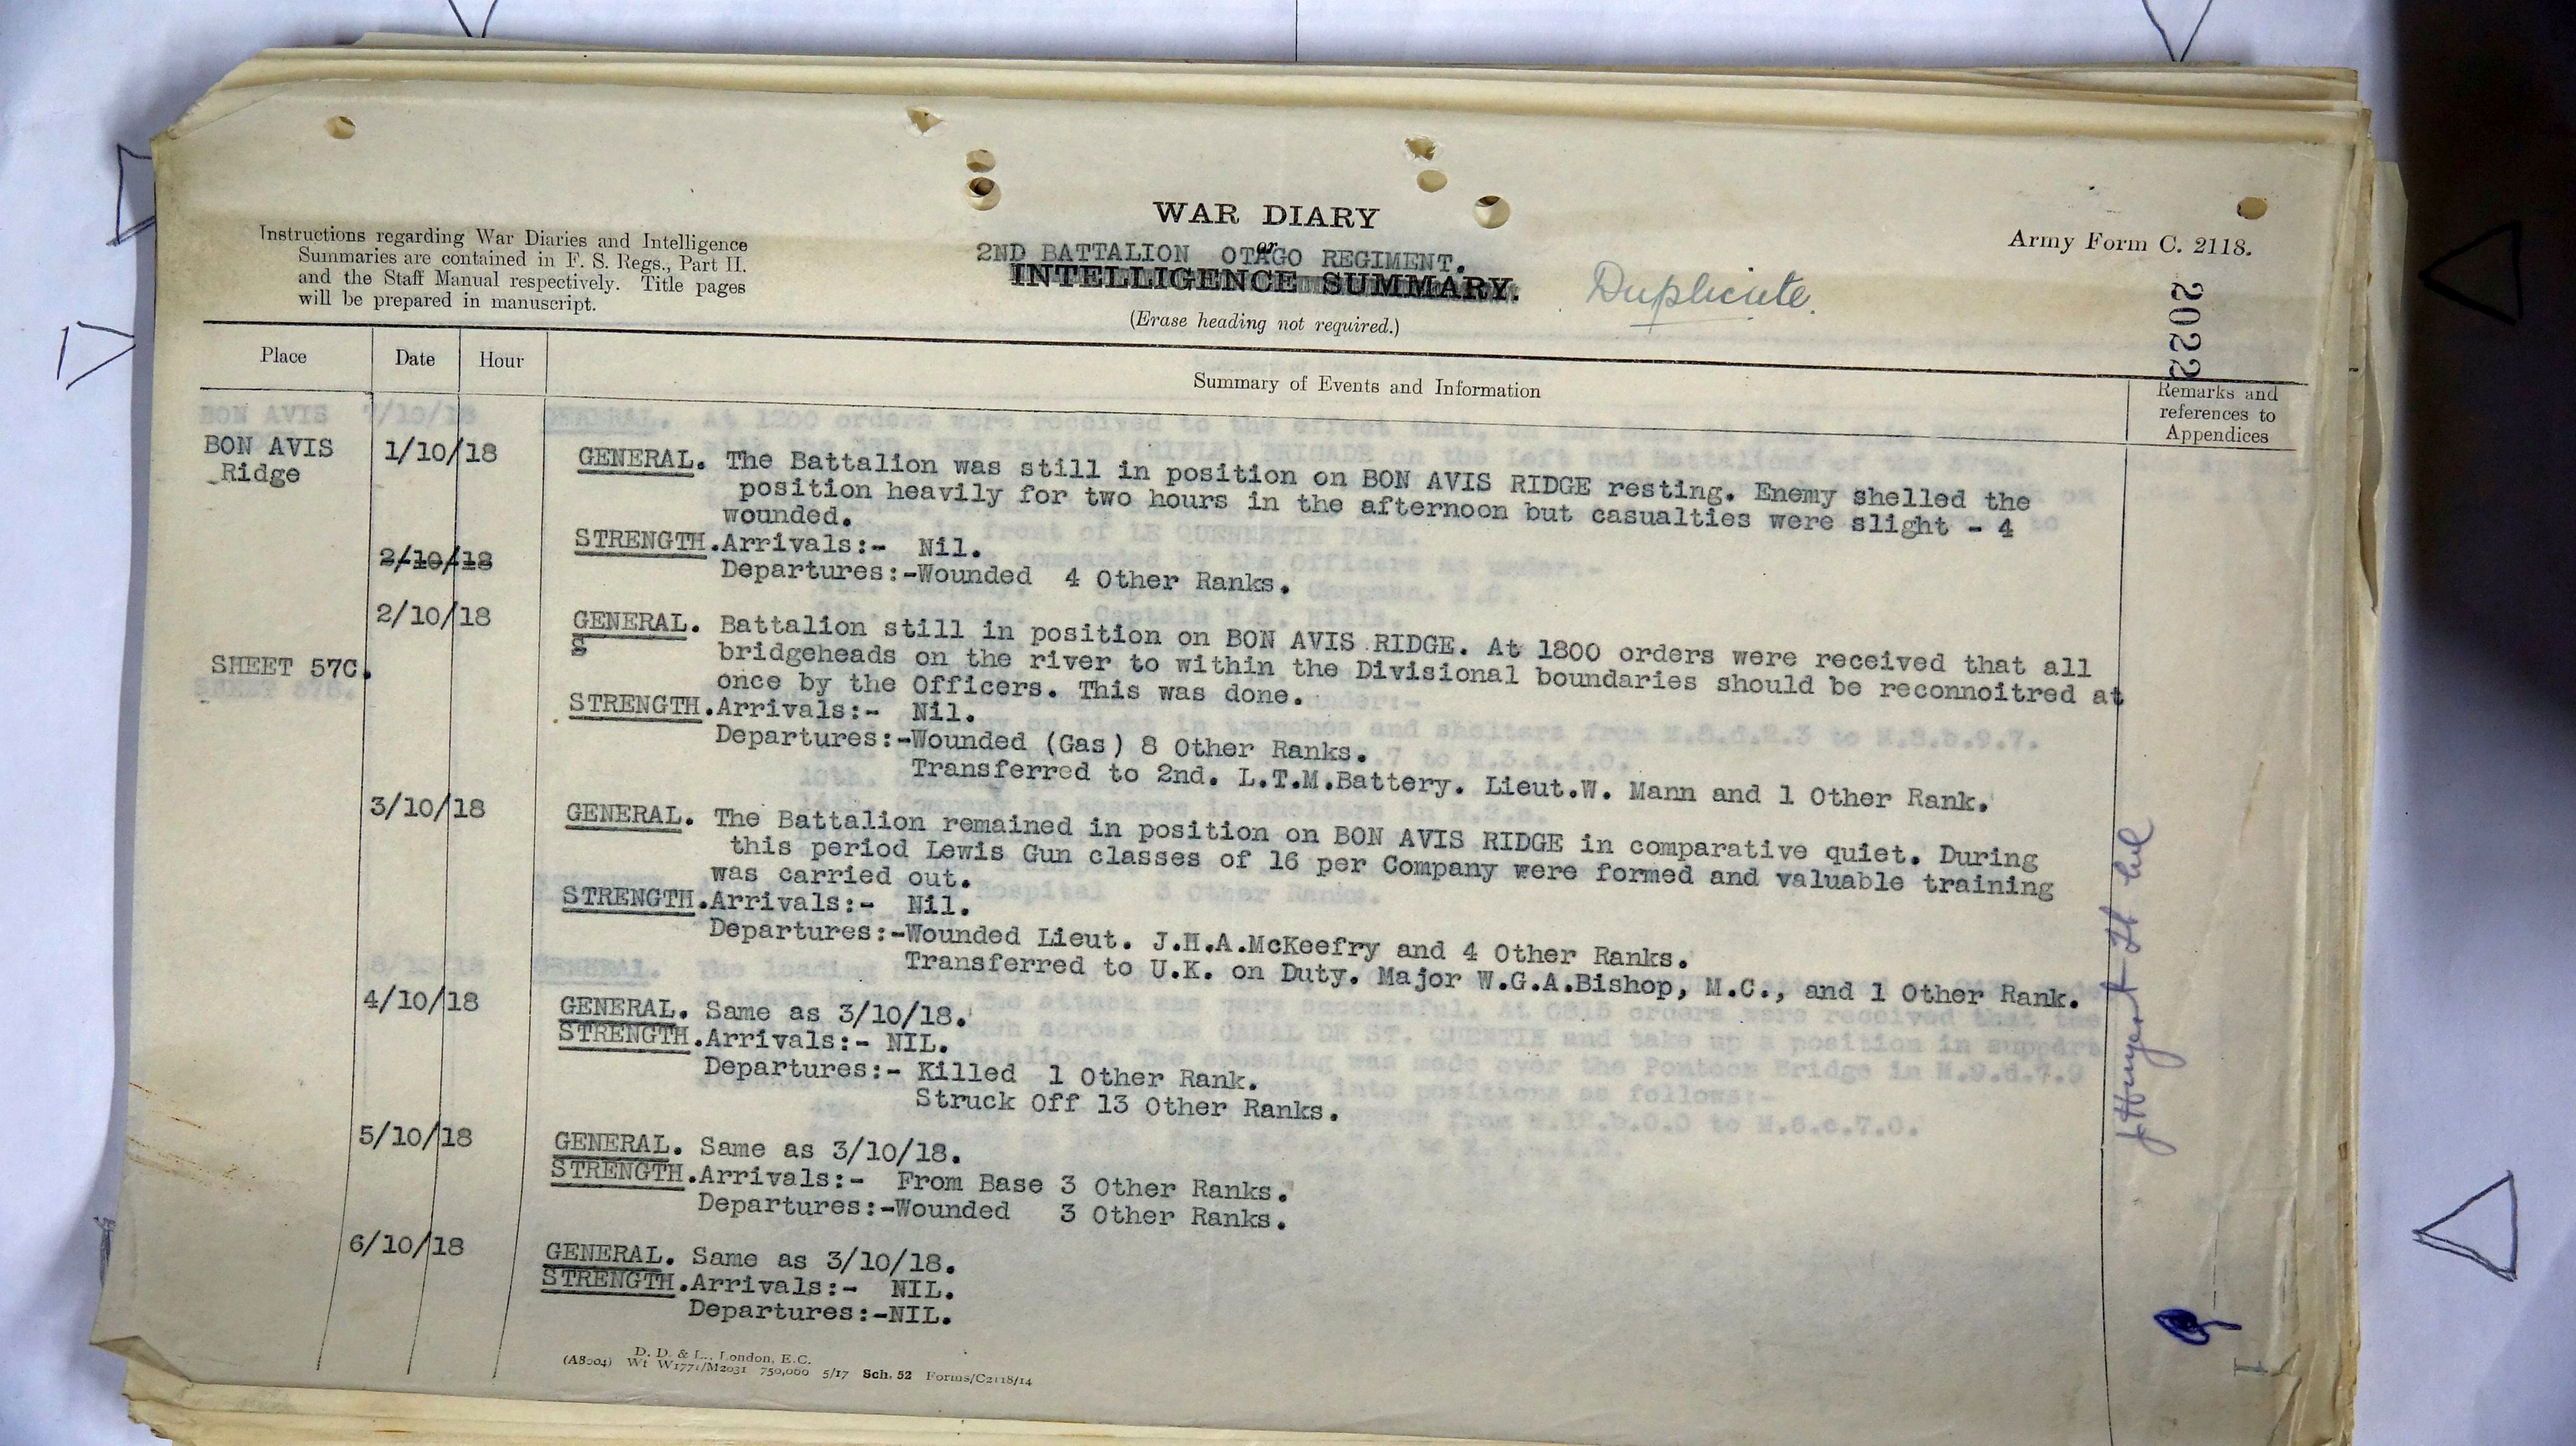 Instructions regarding War Diaries and Intelligence
Summaries are contained in F. S. Regs., Part II.
and the Staff Manual respectively. Title pages
will be prepared in manuscript.
WAR DIARY
or
2ND BATTALION OTAGO REGIMENT.
INTELLIGENCE SUMMARY.
(Erase heading not required.)
Duplicate.
Army Form C. 2118.
2022
Place
Date
Hour
Summary of Events and Information
Remarks and
references to
Appendices
BON AVIS
Ridge
1/10/18
GENERAL. The Battalion was still in position on BON AVIS RIDGE resting. Enemy shelled the
position heavily for two hours in the afternoon but casualties were slight - 4
wounded.
STRENGTH. Arrivals:- Nil.
2/10/18
Departures:-Wounded 4 Other Ranks.
2/10/18
GENERAL. Battalion still in position on BON AVIS RIDGE. At 1800 orders were received that all
S
bridgeheads on the river to within the Divisional boundaries should be reconnoitred at
SHEET 57C.
once by the Officers. This was done.
STRENGTH. Arrivals:- Nil.
Departures:-Wounded (Gas) 8 Other Ranks.
Transferred to 2nd. L.T.M.Battery. Lieut.W. Mann and 1 Other Rank.
3/10/18
GENERAL. The Battalion remained in position on BON AVIS RIDGE in comparative quiet. During
this period Lewis Gun classes of 16 per Company were formed and valuable training
was carried out.
STRENGTH. Arrivals:- Nil.
Departures:-Wounded Lieut. J.H.A.McKeefry and 4 Other Ranks.
Transferred to U.K. on Duty. Major W.G.A.Bishop, M.C., and 1 Other Rank.
4/10/18
GENERAL. Same as 3/10/18.
STRENGTH. Arrivals:- NIL.
Departures:- Killed 1 Other Rank.
Struck Off 13 Other Ranks.
5/10/18
GENERAL. Same as 3/10/18.
STRENGTH. Arrivals:- From Base 3 Other Ranks.
Departures:-Wounded 3 Other Ranks.
6/10/18
GENERAL. Same as 3/10/18.
STRENGTH. Arrivals:- NIL.
Departures:-NIL.
D. D. & L., London, E.C.
(A8004) Wt W1771/M2031 750,000 5/17 Sch. 52 Forms/C2118/14